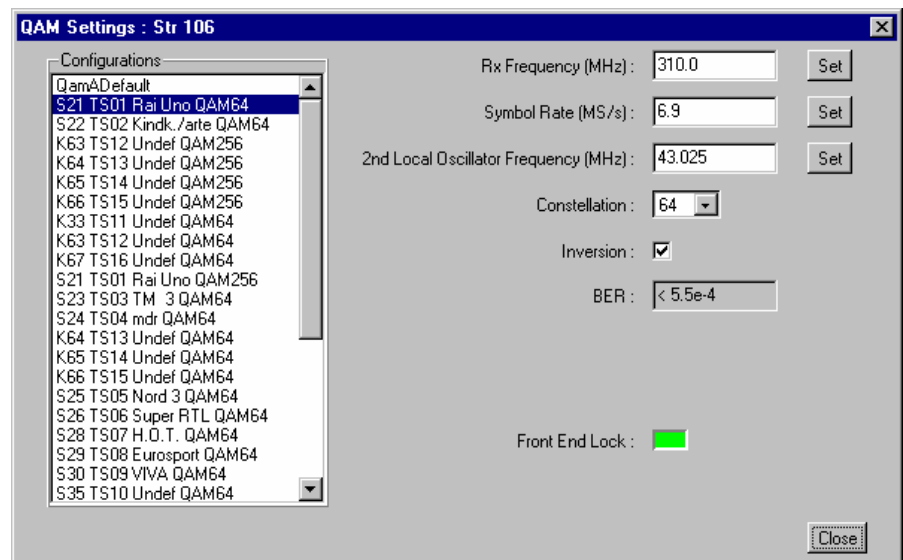 QAM Settings : Str 106
Configurations
QamADefault
S21 TS01 Rai Uno QAM64
S22 TS02 Kindk./arte QAM64
K63 TS12 Undef QAM256
K64 TS13 Undef QAM256
K65 TS14 Undef QAM256
K66 TS15 Undef QAM256
K33 TS11 Undef QAM64
K63 TS12 Undef QAM64
K67 TS16 Undef QAM64
S21 TS01 Rai Uno QAM256
S23 TS03 TM 3 QAM64
S24 TS04 mdr QAM64
K64 TS13 Undef QAM64
K65 TS14 Undef QAM64
K66 TS15 Undef QAM64
S25 TS05 Nord 3 QAM64
S26 TS06 Super RTL QAM64
S28 TS07 H.O.T. QAM64
S29 TS08 Eurosport QAM64
S30 TS09 VIVA QAM64
S35 TS10 Undef QAM64
Rx Frequency (MHz) : 310.0 Set
Symbol Rate (MS/s) : 6.9 Set
2nd Local Oscillator Frequency (MHz) : 43.025 Set
Constellation : 64
Inversion :
BER : < 5.5e-4
Front End Lock :
Close